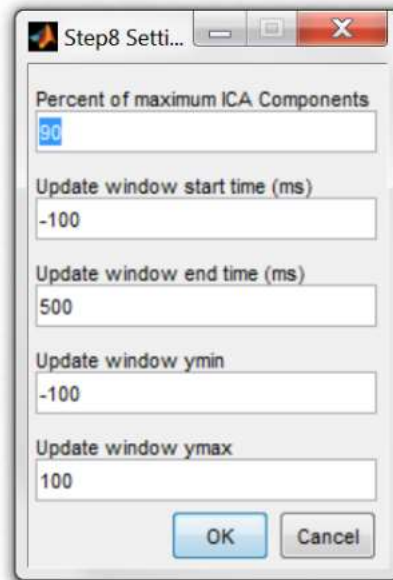 Step8 Setti...
Percent of maximum ICA Components
90
Update window start time (ms)
-100
Update window end time (ms)
500
Update window ymin
-100
Update window ymax
100
OK Cancel